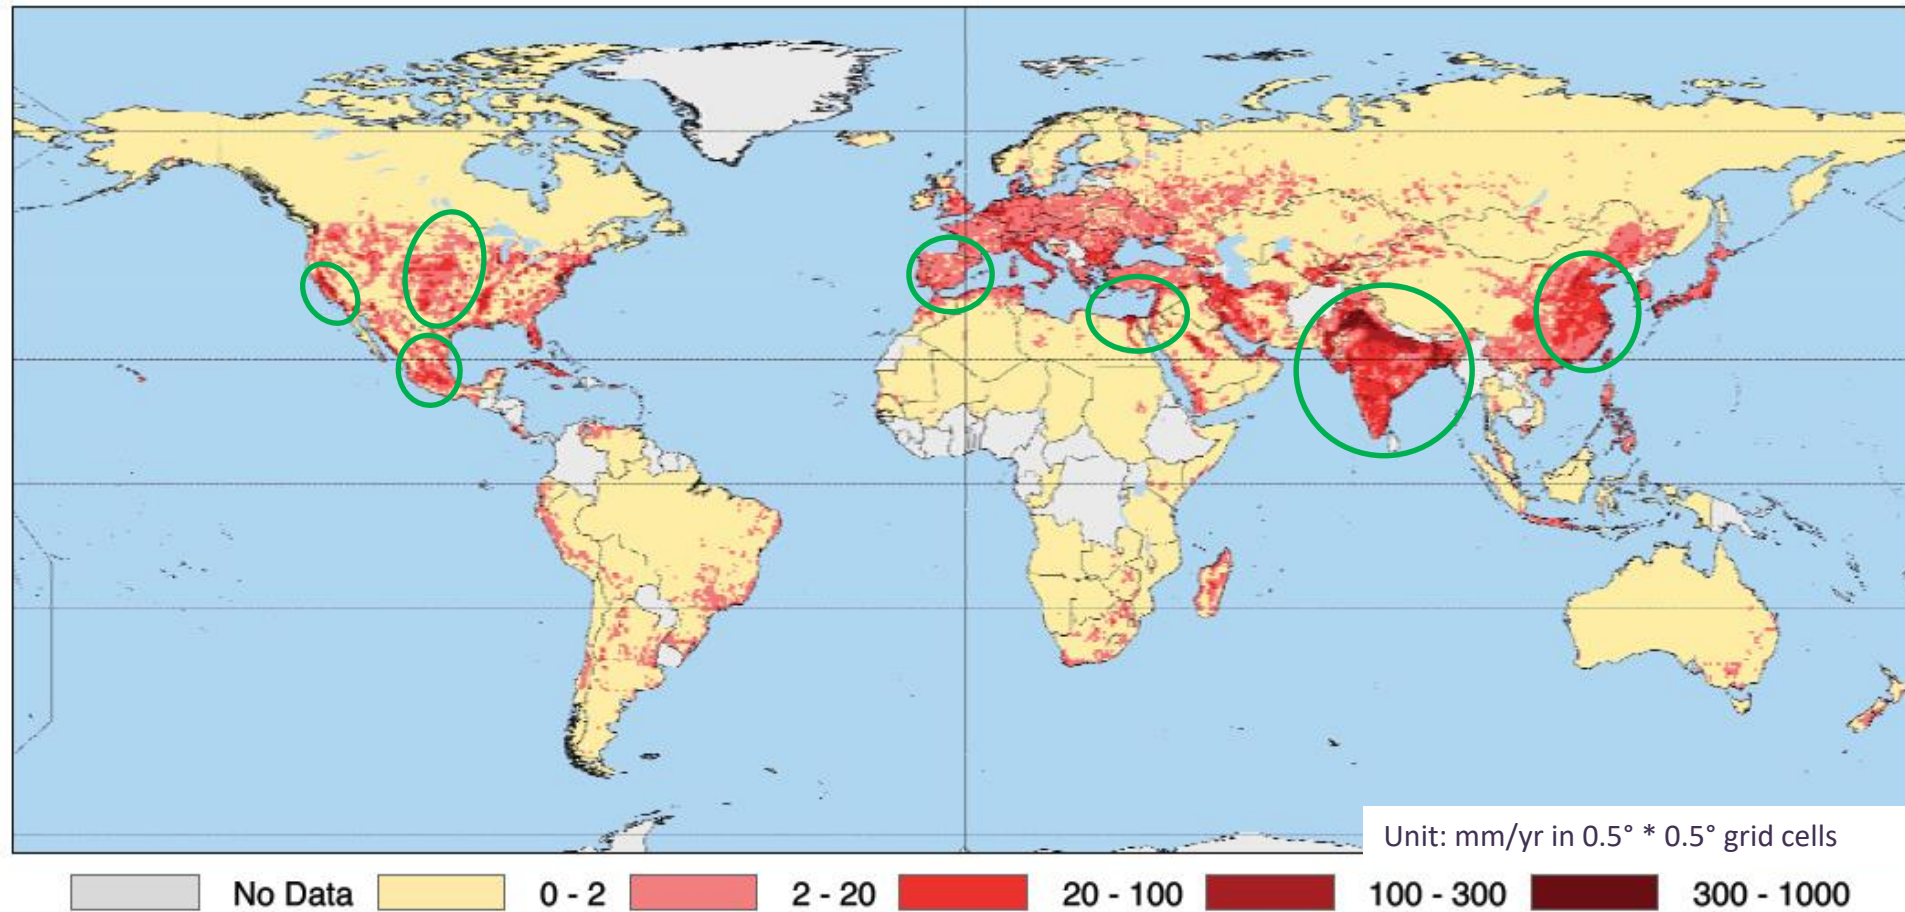 Unit: mm/yr in 0.5° * 0.5° grid cells
No Data 0 - 2 2 - 20 20 - 100 100 - 300 300 - 1000